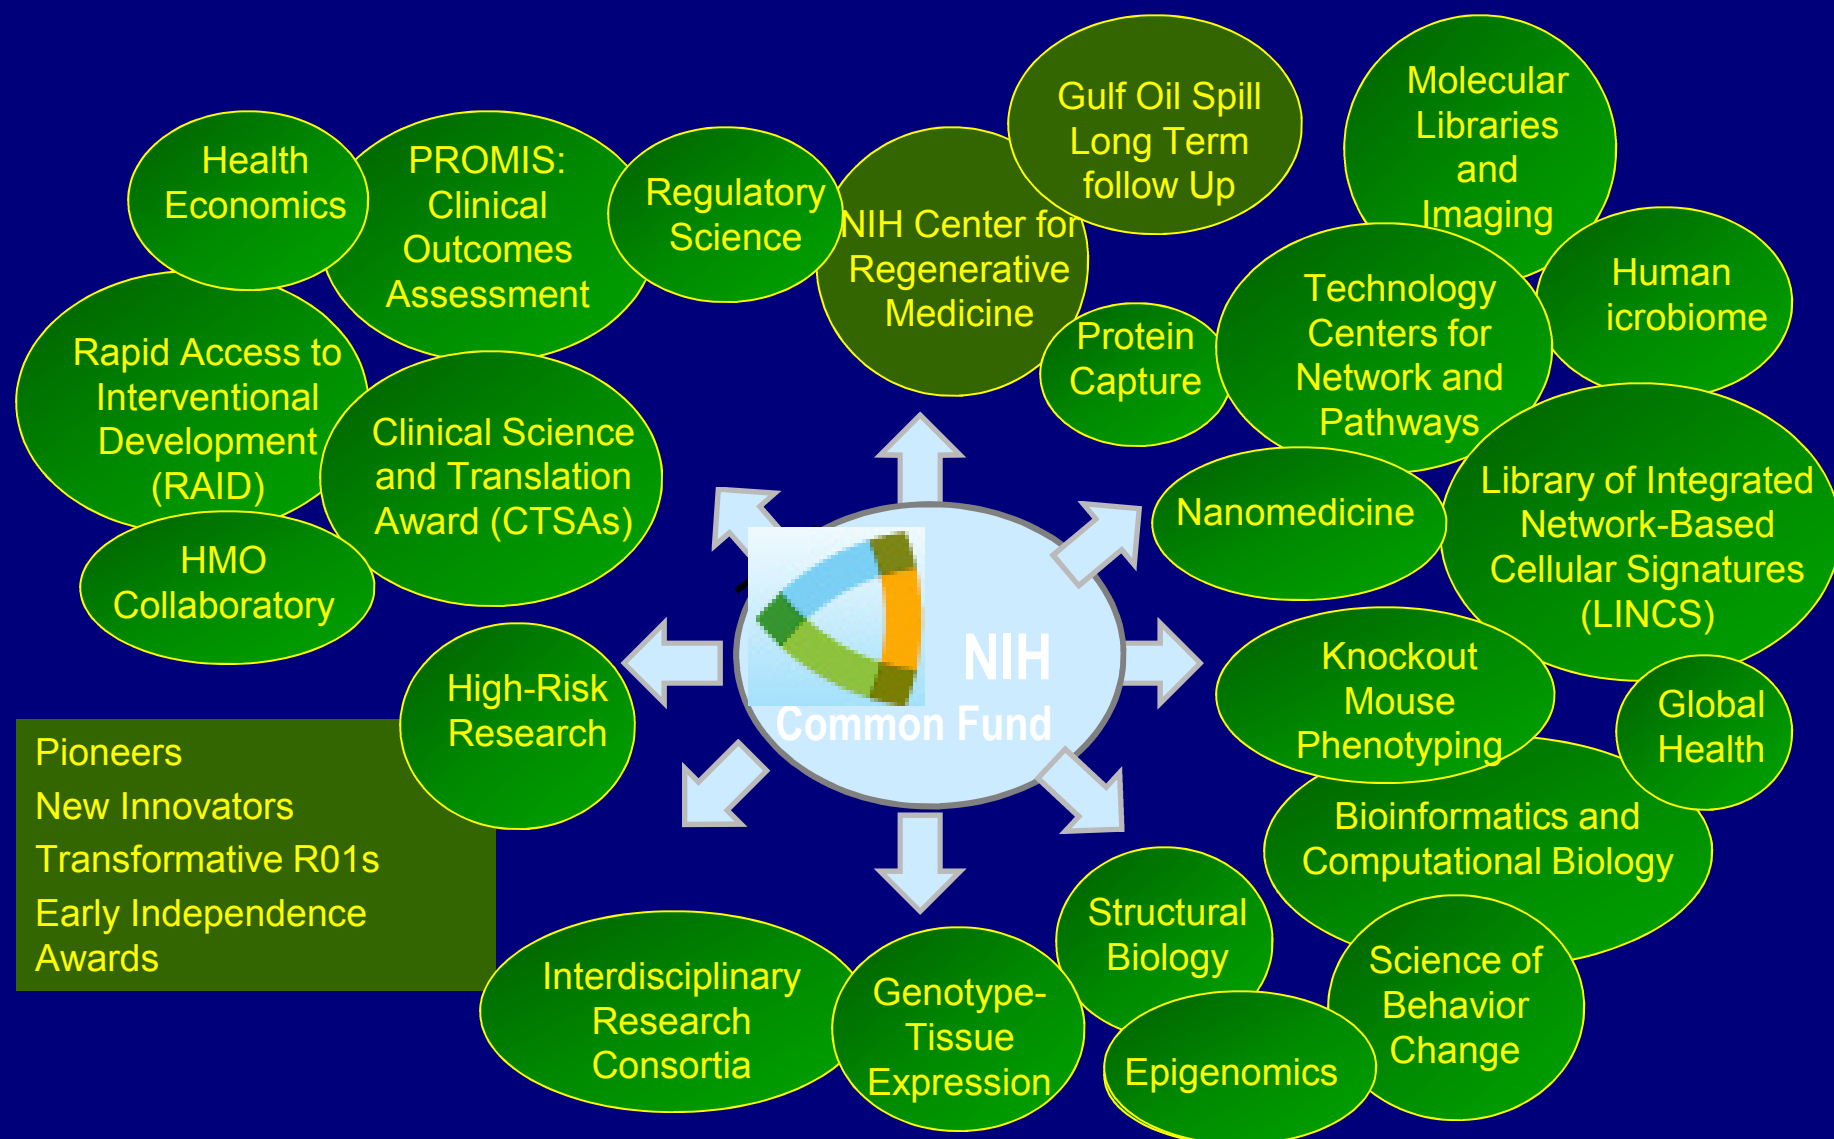 Health
Economics
PROMIS:
Clinical
Outcomes
Assessment
Regulatory
Science
NIH Center for
Regenerative
Medicine
Gulf Oil Spill
Long Term
follow Up
Molecular
Libraries
and
Imaging
Human
icrobiome
Technology
Centers for
Network and
Pathways
Protein
Capture
Rapid Access to
Interventional
Development
(RAID)
Clinical Science
and Translation
Award (CTSAs)
HMO
Collaboratory
Nanomedicine
Library of Integrated
Network-Based
Cellular Signatures
(LINCS)
NIH
Common Fund
High-Risk
Research
Pioneers
New Innovators
Transformative R01s
Early Independence
Awards
Knockout
Mouse
Phenotyping
Global
Health
Bioinformatics and
Computational Biology
Structural
Biology
Science of
Behavior
Change
Interdisciplinary
Research
Consortia
Genotype-
Tissue
Expression
Epigenomics